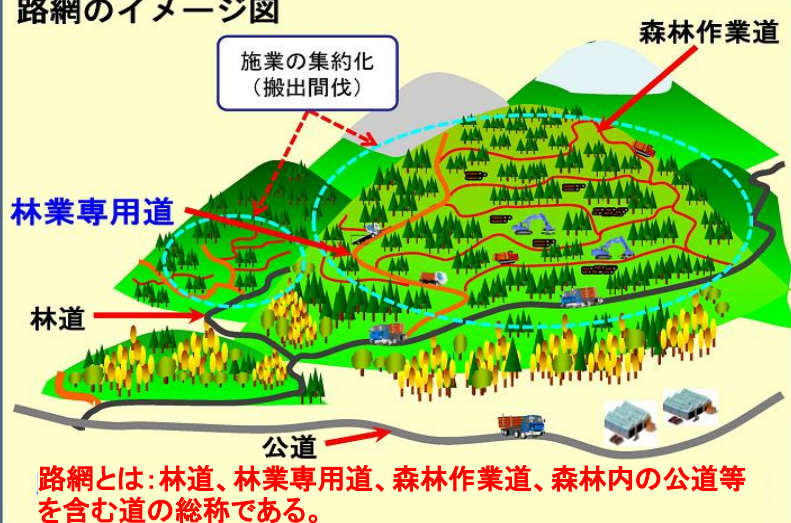 路網のイメージ図
施業の集約化
（搬出間伐）
森林作業道
林業専用道
林道
公道
路網とは：林道、林業専用道、森林作業道、森林内の公道等
を含む道の総称である。